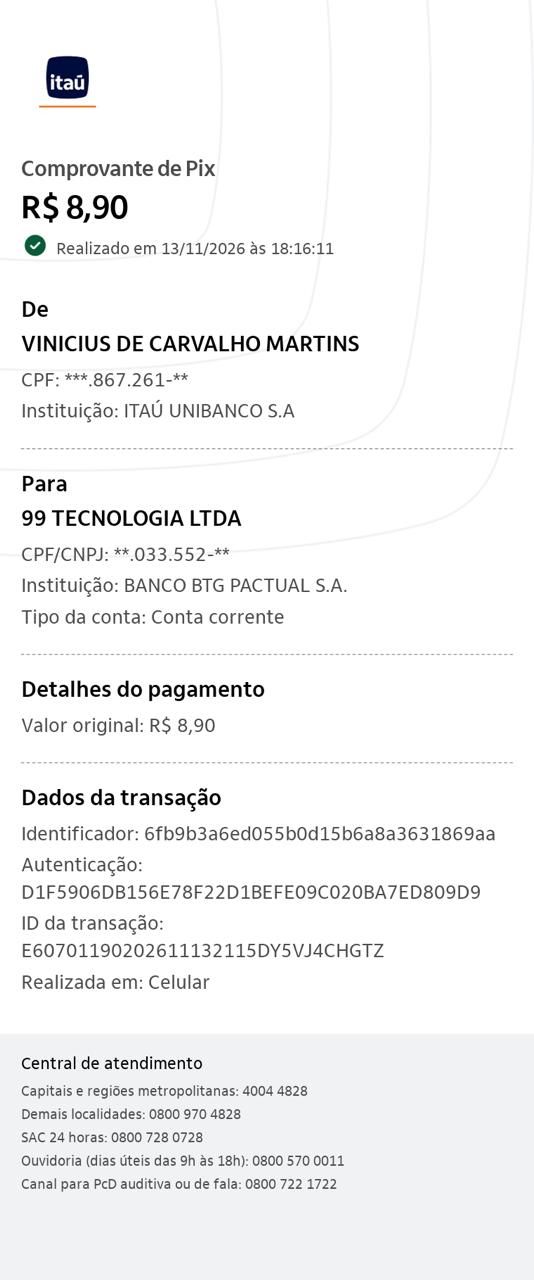 itaú
Comprovante de Pix
R$ 8,90
Realizado em 13/11/2026 às 18:16:11
De
VINICIUS DE CARVALHO MARTINS
CPF: ***.867.261-**
Instituição: ITAÚ UNIBANCO S.A
Para
99 TECNOLOGIA LTDA
CPF/CNPJ: **.033.552-**
Instituição: BANCO BTG PACTUAL S.A.
Tipo da conta: Conta corrente
Detalhes do pagamento
Valor original: R$ 8,90
Dados da transação
Identificador: 6fb9b3a6ed055b0d15b6a8a3631869aa
Autenticação:
D1F5906DB156E78F22D1BEFE09C020BA7ED809D9
ID da transação:
E60701190202611132115DY5VJ4CHGTZ
Realizada em: Celular
Central de atendimento
Capitais e regiões metropolitanas: 4004 4828
Demais localidades: 0800 970 4828
SAC 24 horas: 0800 728 0728
Ouvidoria (dias úteis das 9h às 18h): 0800 570 0011
Canal para PcD auditiva ou de fala: 0800 722 1722